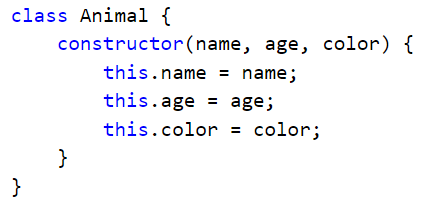 class Animal {
    constructor(name, age, color) {
        this.name = name;
        this.age = age;
        this.color = color;
    }
}